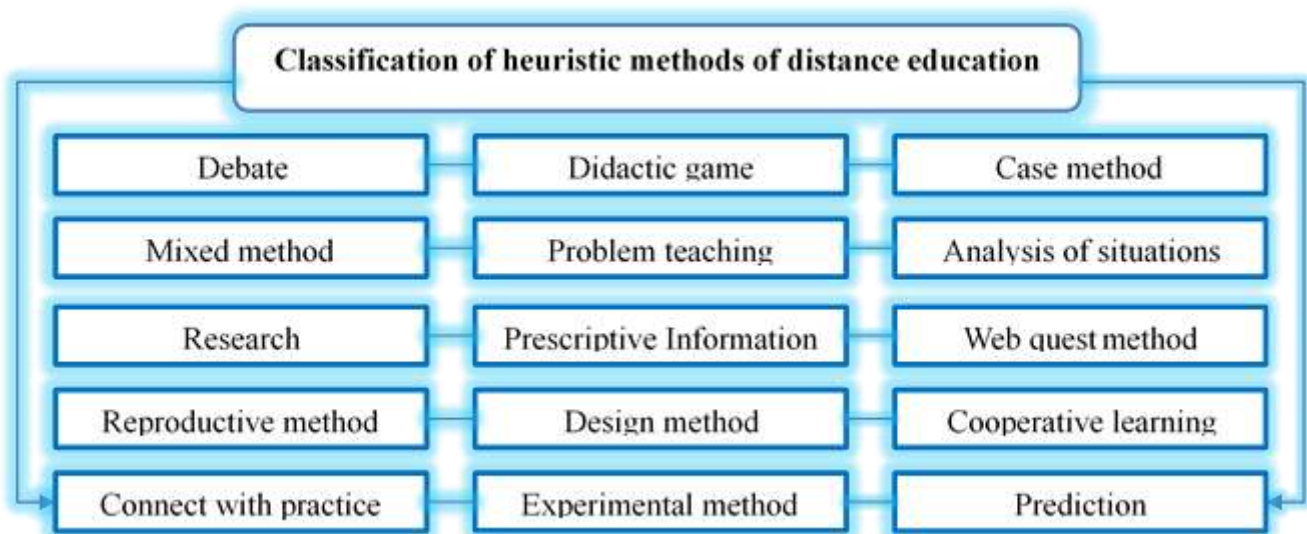 Classification of heuristic methods of distance education
Debate
Didactic game
Case method
Mixed method
Problem teaching
Analysis of situations
Research
Prescriptive Information
Web quest method
Reproductive method
Design method
Cooperative learning
Connect with practice
Experimental method
Prediction